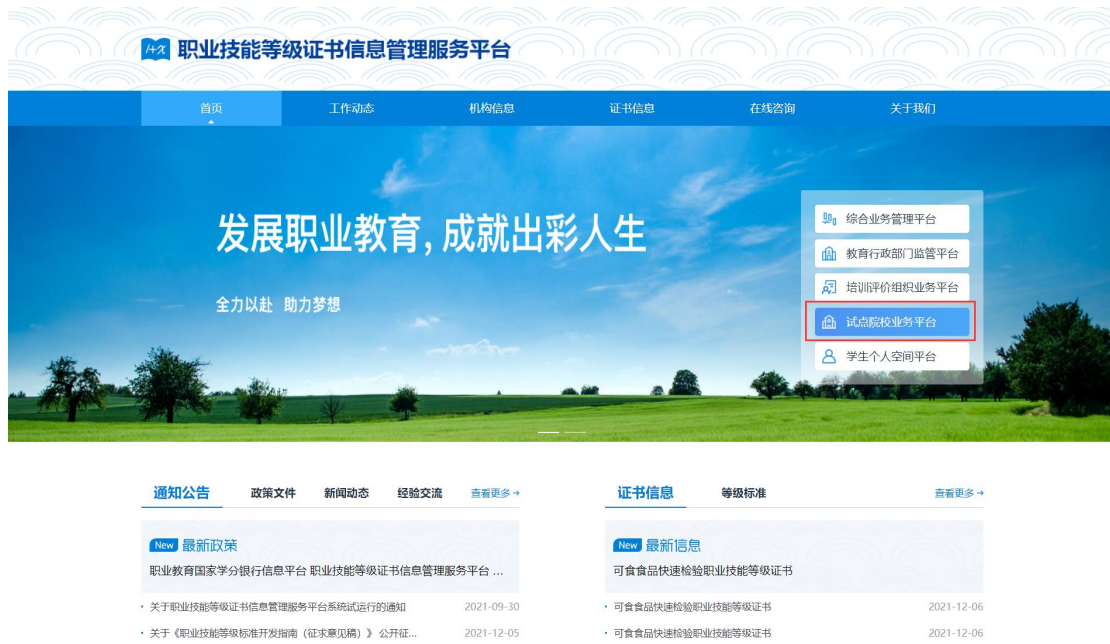 1+X 职业技能等级证书信息管理服务平台
首页 工作动态 机构信息 证书信息 在线咨询 关于我们
发展职业教育,成就出彩人生
全力以赴 助力梦想
综合业务管理平台
教育行政部门监管平台
培训评价组织业务平台
试点院校业务平台
学生个人空间平台
通知公告 政策文件 新闻动态 经验交流 查看更多→
New 最新政策
职业教育国家学分银行信息平台 职业技能等级证书信息管理服务平台 ...
· 关于职业技能等级证书信息管理服务平台系统试运行的通知 2021-09-30
· 关于《职业技能等级标准开发指南（征求意见稿）》 公开征... 2021-12-05
证书信息 等级标准 查看更多→
New 最新信息
可食食品快速检验职业技能等级证书
· 可食食品快速检验职业技能等级证书 2021-12-06
· 可食食品快速检验职业技能等级证书 2021-12-06